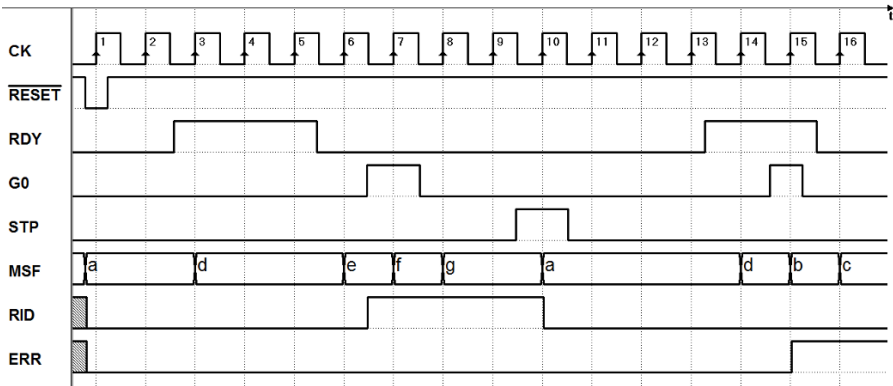 t
CK 1 2 3 4 5 6 7 8 9 10 11 12 13 14 15 16
RESET
RDY
G0
STP
MSF a d e f g a d b c
RID
ERR